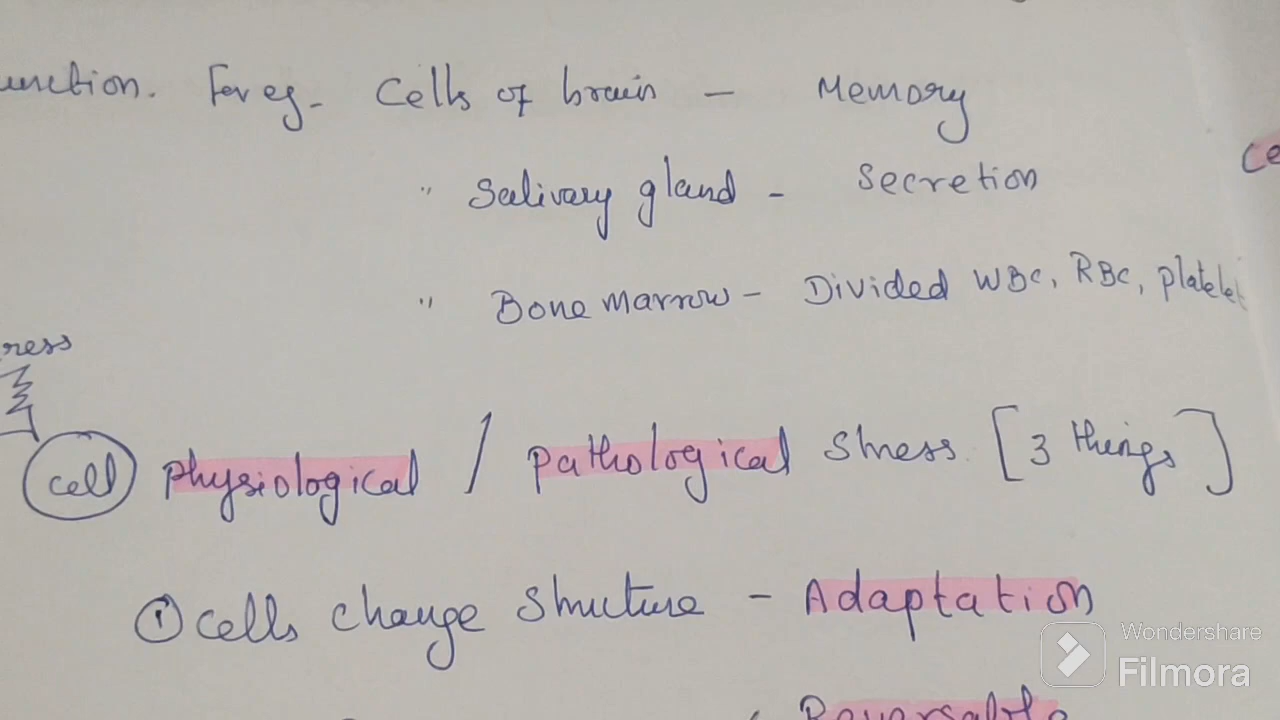 unction. For eg- Cells of brain - Memory
" Salivary gland - Secretion
" Bone marrow - Divided WBC, RBC, platelet
ress
cell physiological / pathological stress. [3 things]
① cells change structure - Adaptation
Reversable
Wondershare
Filmora